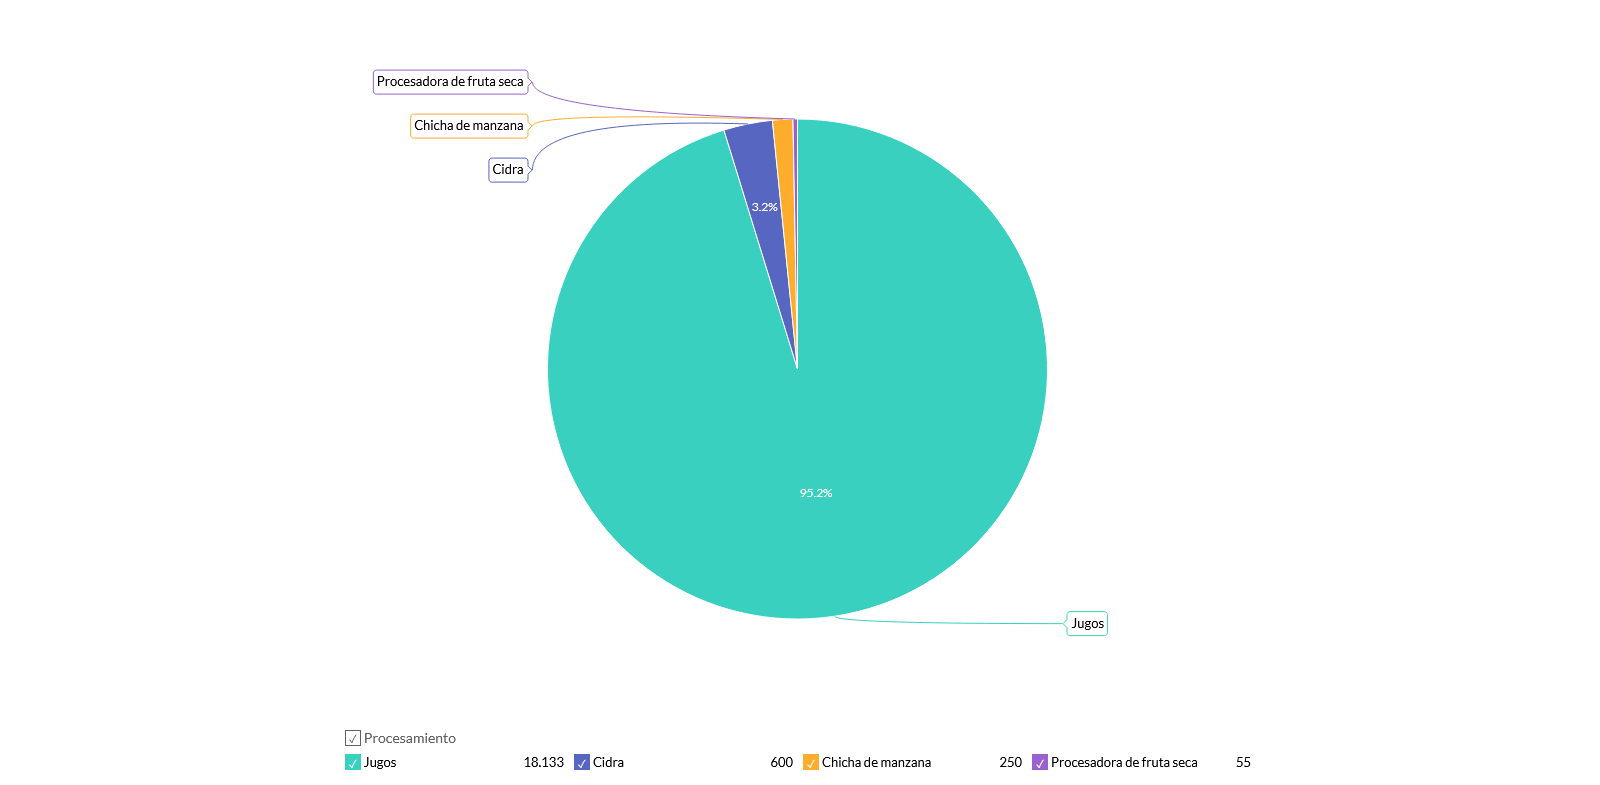 Procesadora de fruta seca
Chicha de manzana
Cidra
3.2%
95.2%
Jugos
Procesamiento
Jugos 18.133 Cidra 600 Chicha de manzana 250 Procesadora de fruta seca 55